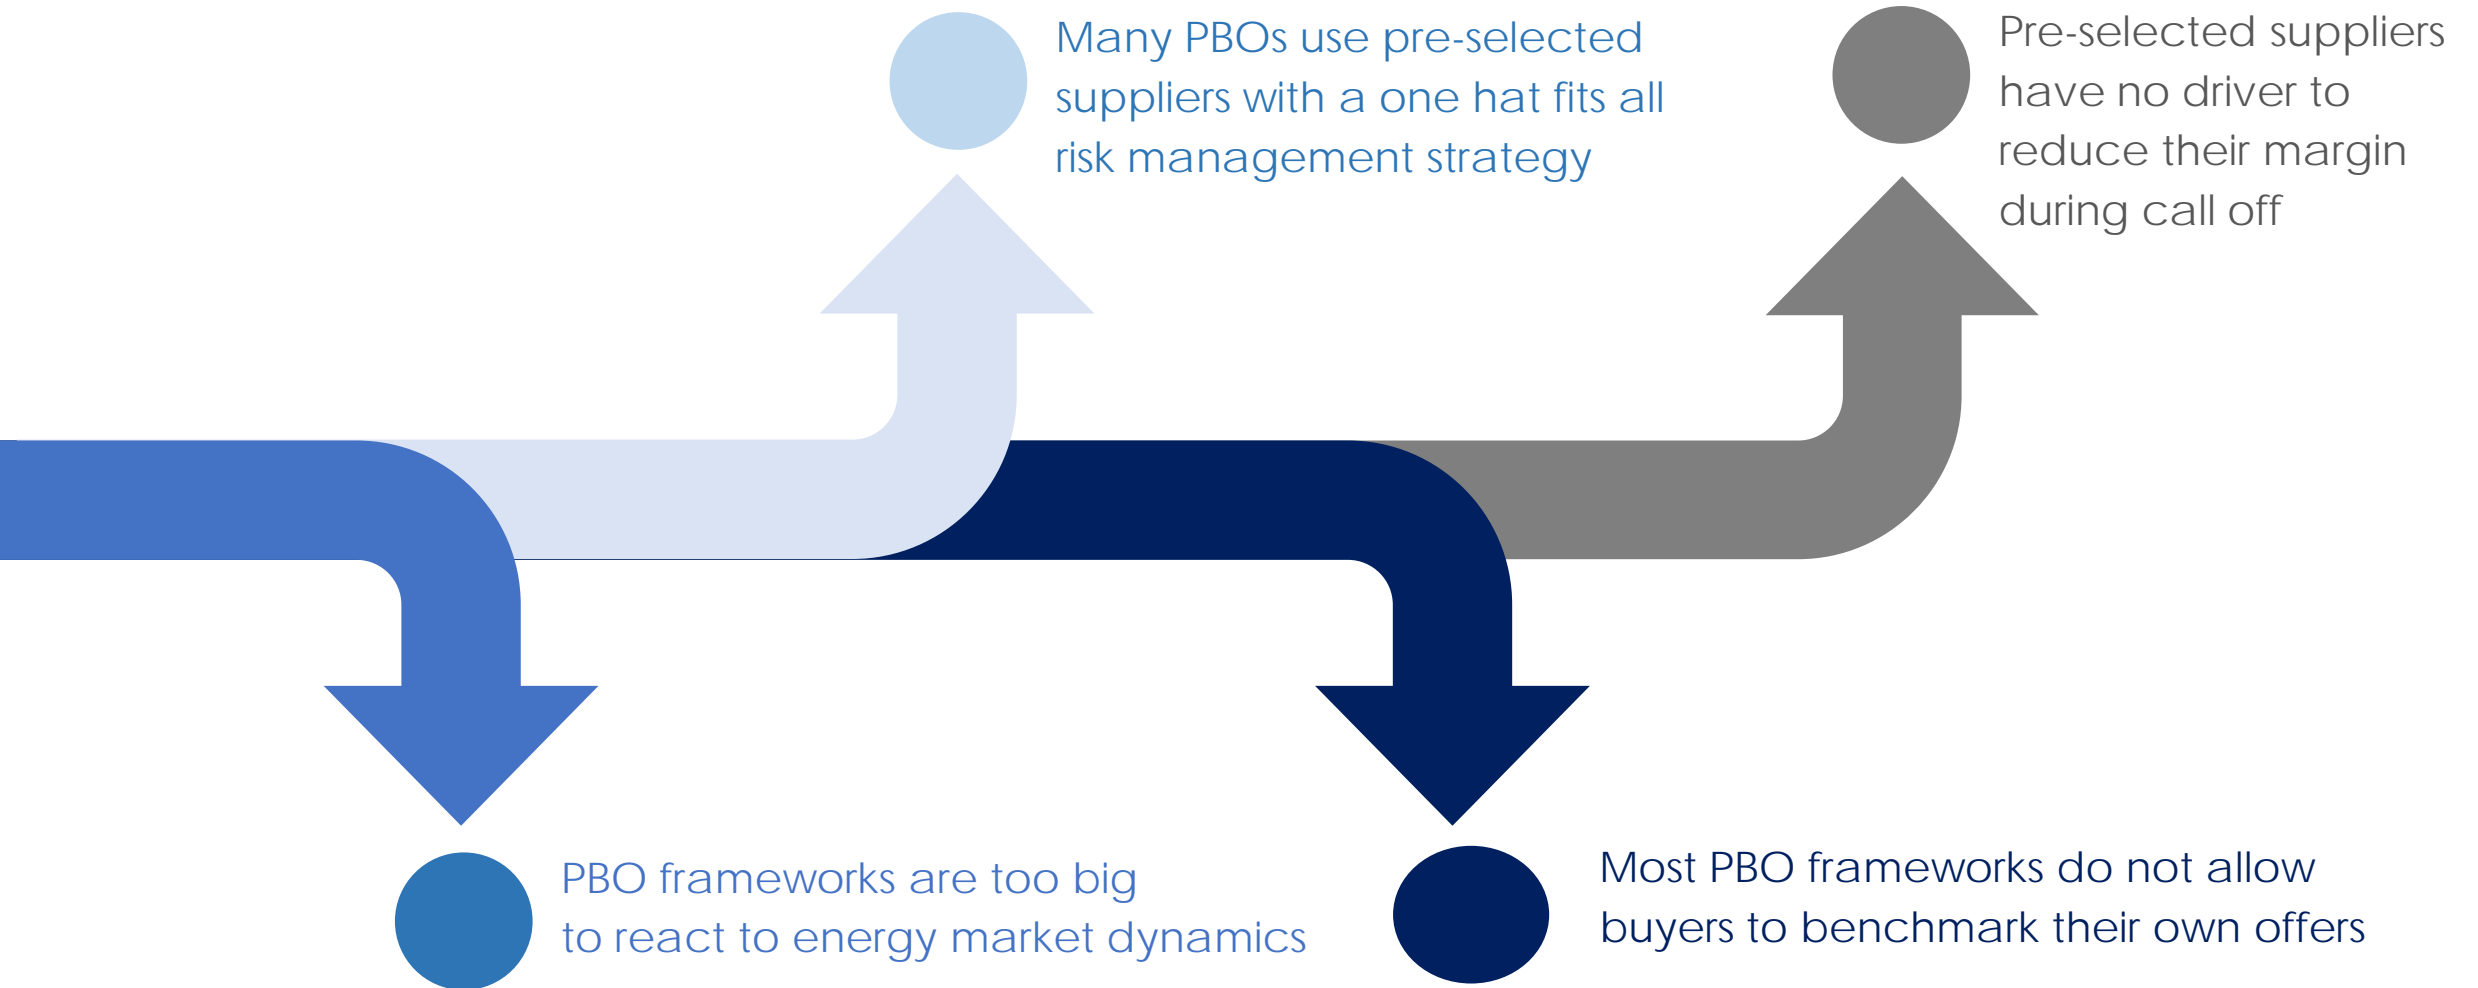 Many PBOs use pre-selected
suppliers with a one hat fits all
risk management strategy
Pre-selected suppliers
have no driver to
reduce their margin
during call off
PBO frameworks are too big
to react to energy market dynamics
Most PBO frameworks do not allow
buyers to benchmark their own offers